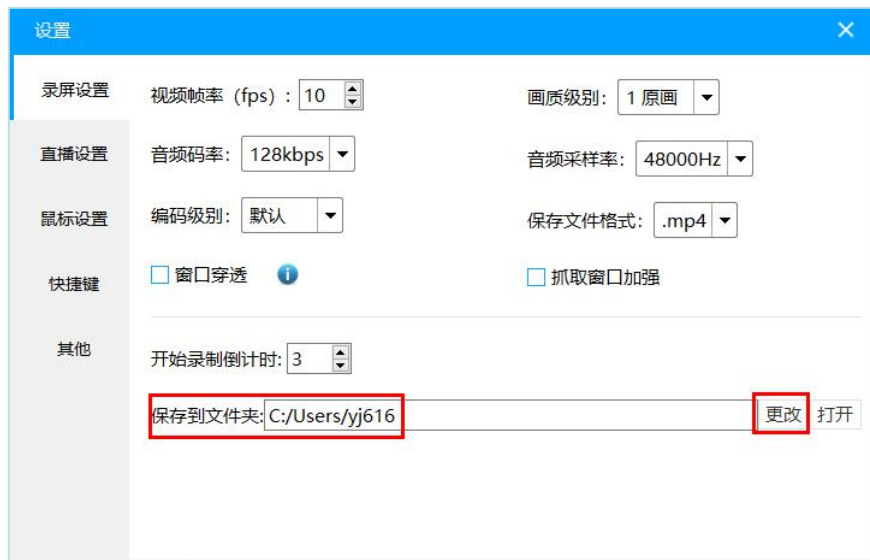 设置
录屏设置
直播设置
鼠标设置
快捷键
其他
视频帧率（fps）: 10
画质级别: 1 原画
音频码率: 128kbps
音频采样率: 48000Hz
编码级别: 默认
保存文件格式: .mp4
窗口穿透
抓取窗口加强
开始录制倒计时: 3
保存到文件夹: C:/Users/yj616 更改 打开